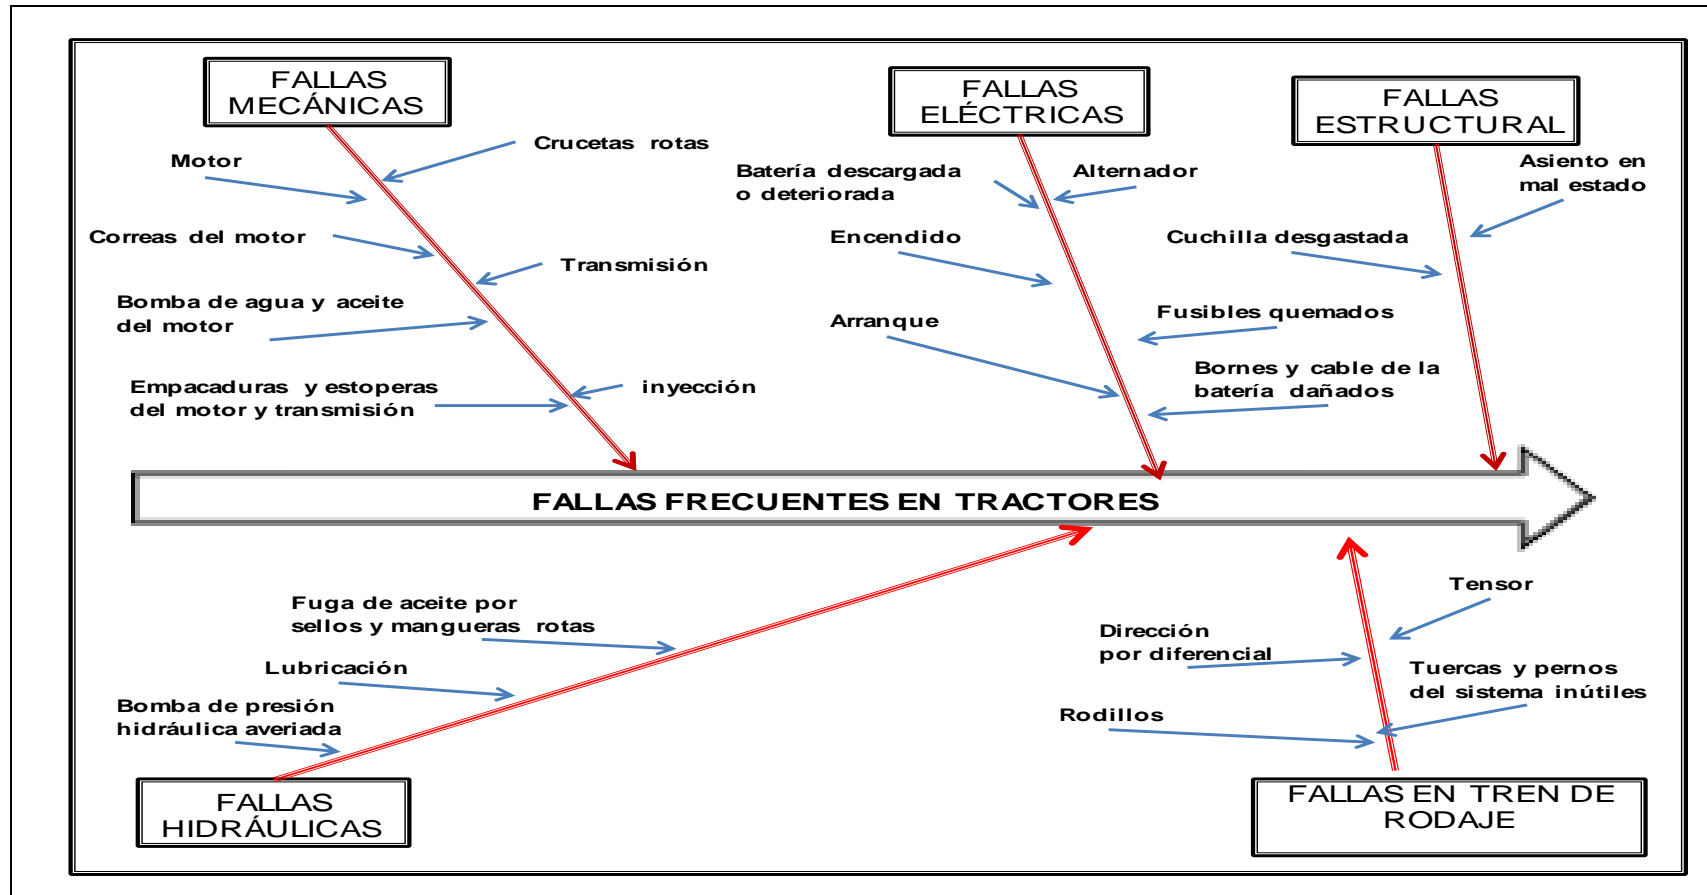 FALLAS
MECÁNICAS
FALLAS
ELÉCTRICAS
FALLAS
ESTRUCTURAL
Crucetas rotas
Motor
Correas del motor
Transmisión
Bomba de agua y aceite
del motor
Empacaduras y estoperas
del motor y transmisión
inyección
Batería descargada
o deteriorada
Alternador
Encendido
Arranque
Fusibles quemados
Bornes y cable de la
batería dañados
Asiento en
mal estado
Cuchilla desgastada
FALLAS FRECUENTES EN TRACTORES
Fuga de aceite por
sellos y mangueras rotas
Lubricación
Bomba de presión
hidráulica averiada
Tensor
Dirección
por diferencial
Tuercas y pernos
del sistema inútiles
Rodillos
FALLAS
HIDRÁULICAS
FALLAS EN TREN DE
RODAJE